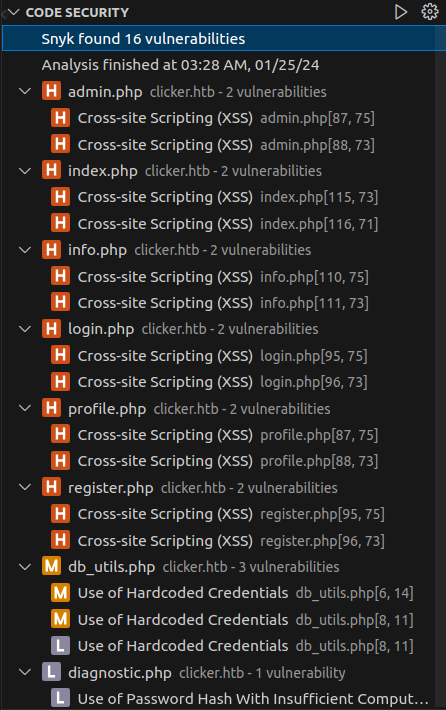 CODE SECURITY
Snyk found 16 vulnerabilities
Analysis finished at 03:28 AM, 01/25/24
H admin.php clicker.htb - 2 vulnerabilities
H Cross-site Scripting (XSS) admin.php[87, 75]
H Cross-site Scripting (XSS) admin.php[88, 73]
H index.php clicker.htb - 2 vulnerabilities
H Cross-site Scripting (XSS) index.php[115, 73]
H Cross-site Scripting (XSS) index.php[116, 71]
H info.php clicker.htb - 2 vulnerabilities
H Cross-site Scripting (XSS) info.php[110, 75]
H Cross-site Scripting (XSS) info.php[111, 73]
H login.php clicker.htb - 2 vulnerabilities
H Cross-site Scripting (XSS) login.php[95, 75]
H Cross-site Scripting (XSS) login.php[96, 73]
H profile.php clicker.htb - 2 vulnerabilities
H Cross-site Scripting (XSS) profile.php[87, 75]
H Cross-site Scripting (XSS) profile.php[88, 73]
H register.php clicker.htb - 2 vulnerabilities
H Cross-site Scripting (XSS) register.php[95, 75]
H Cross-site Scripting (XSS) register.php[96, 73]
M db_utils.php clicker.htb - 3 vulnerabilities
M Use of Hardcoded Credentials db_utils.php[6, 14]
M Use of Hardcoded Credentials db_utils.php[8, 11]
L Use of Hardcoded Credentials db_utils.php[8, 11]
L diagnostic.php clicker.htb - 1 vulnerability
L Use of Password Hash With Insufficient Comput...